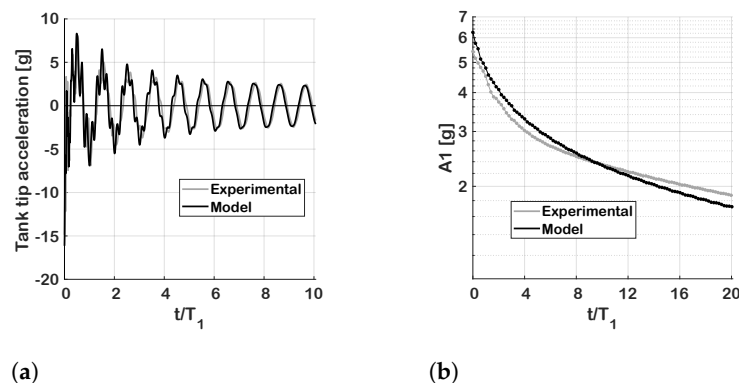 10
5
0
-5
-10
-15
-20
Tank tip acceleration [g]
Experimental
Model
0 2 4 6 8 10
t/T1
(a)
7
6
5
4
3
2
A1 [g]
Experimental
Model
0 4 8 12 16 20
t/T1
(b)